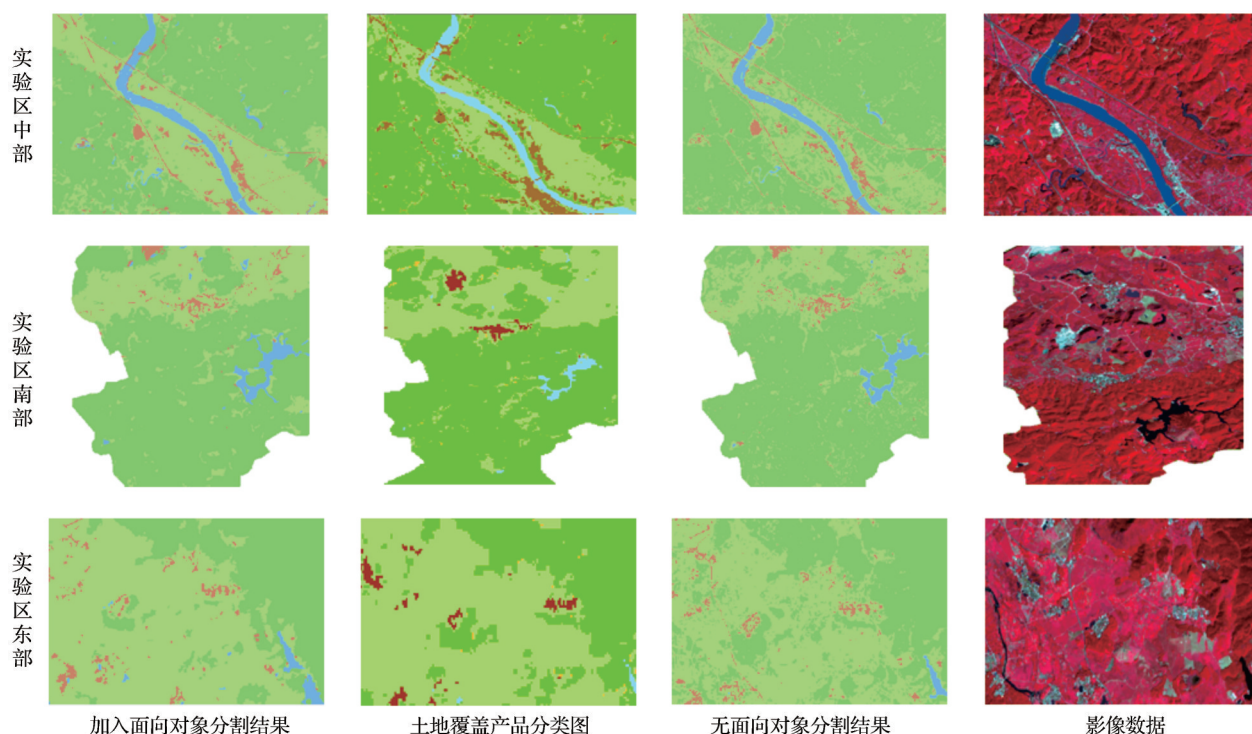 实验区中部
实验区南部
实验区东部
加入面向对象分割结果
土地覆盖产品分类图
无面向对象分割结果
影像数据